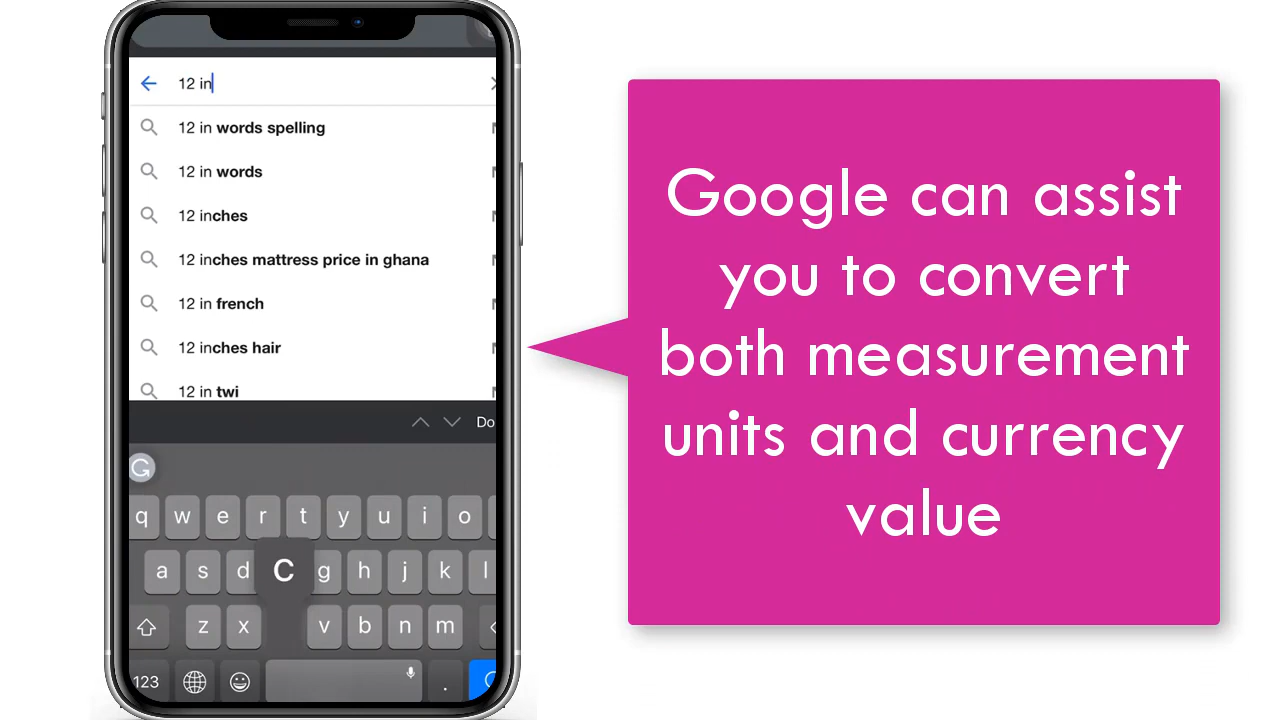 12 in
12 in words spelling
12 in words
12 inches
12 inches mattress price in ghana
12 in french
12 inches hair
12 in twi
Do
q w e r t y u i o
a s d C g h j k l
z x v b n m
123 .
Google can assist
you to convert
both measurement
units and currency
value